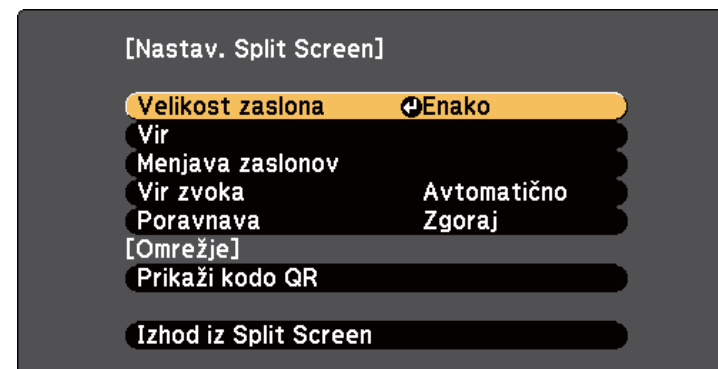 [Nastav. Split Screen]
Velikost zaslona Enako
Vir
Menjava zaslonov
Vir zvoka Avtomatično
Poravnava Zgoraj
[Omrežje]
Prikaži kodo QR
Izhod iz Split Screen